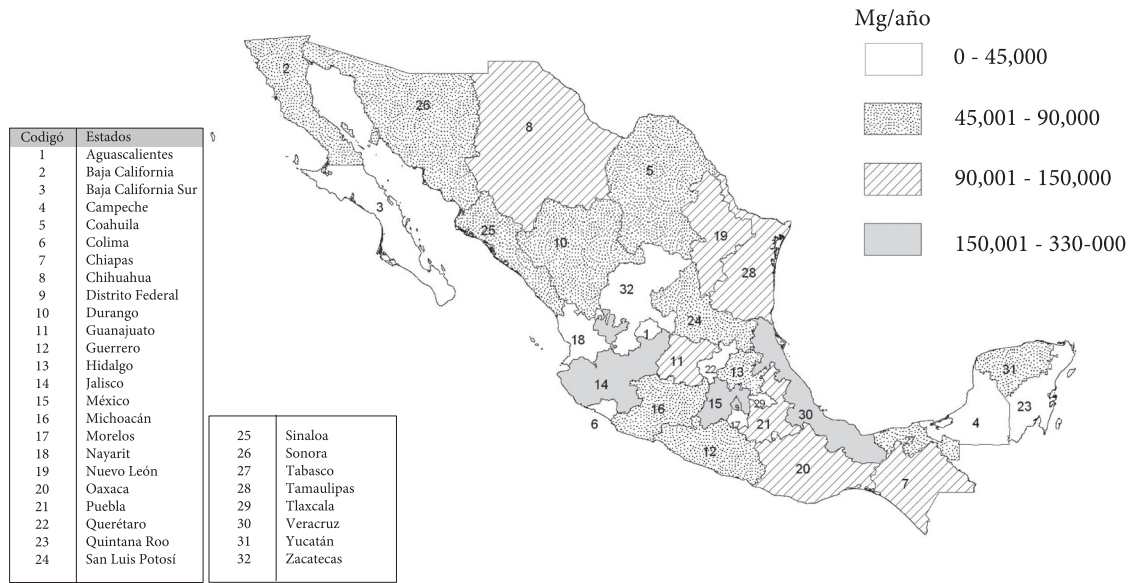 Mg/año
0 - 45,000
45,001 - 90,000
90,001 - 150,000
150,001 - 330-000
Codigó Estados
1 Aguascalientes
2 Baja California
3 Baja California Sur
4 Campeche
5 Coahuila
6 Colima
7 Chiapas
8 Chihuahua
9 Distrito Federal
10 Durango
11 Guanajuato
12 Guerrero
13 Hidalgo
14 Jalisco
15 México
16 Michoacán
17 Morelos
18 Nayarit
19 Nuevo León
20 Oaxaca
21 Puebla
22 Querétaro
23 Quintana Roo
24 San Luis Potosí
25 Sinaloa
26 Sonora
27 Tabasco
28 Tamaulipas
29 Tlaxcala
30 Veracruz
31 Yucatán
32 Zacatecas
2
26
8
5
3
25
10
19
28
32
24
18
1
11
22
13
31
14
16
15
9
29
21
17
30
6
12
20
27
7
4
23